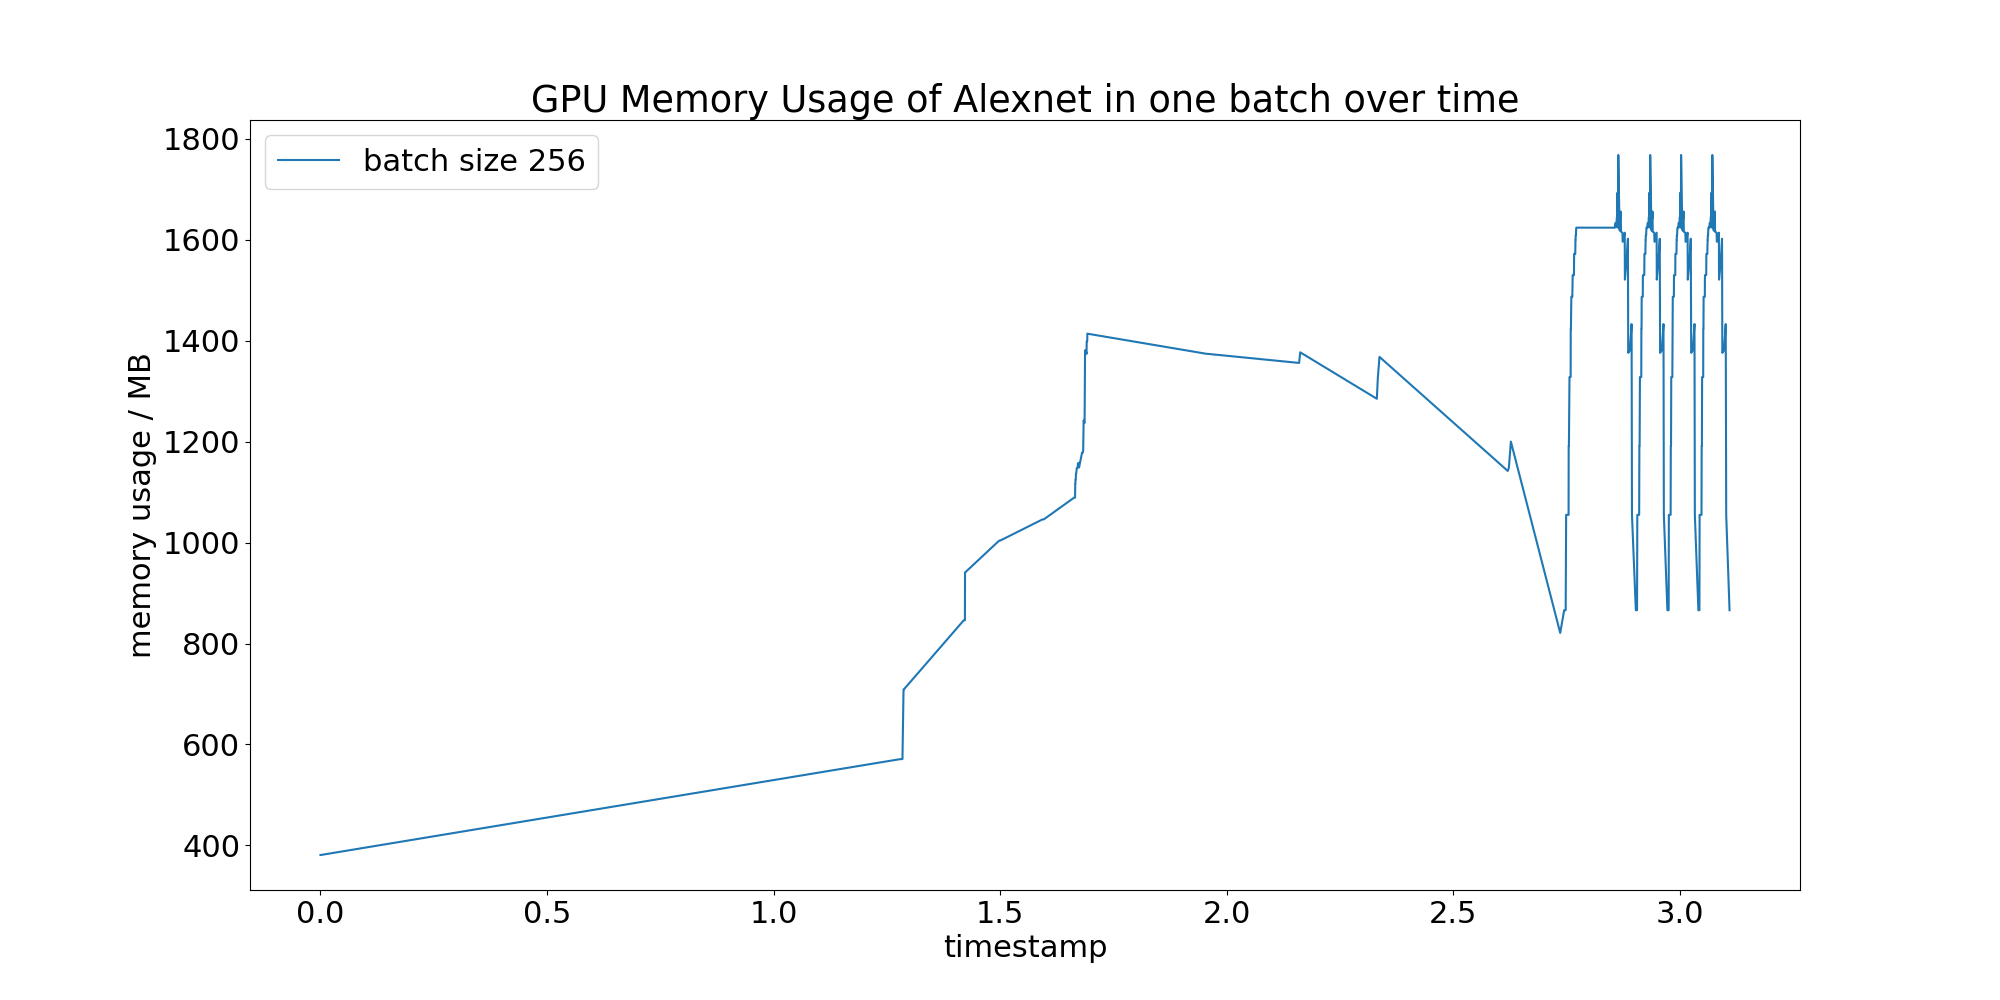 GPU Memory Usage of Alexnet in one batch over time
batch size 256
memory usage / MB
1800
1600
1400
1200
1000
800
600
400
0.0 0.5 1.0 1.5 2.0 2.5 3.0
timestamp